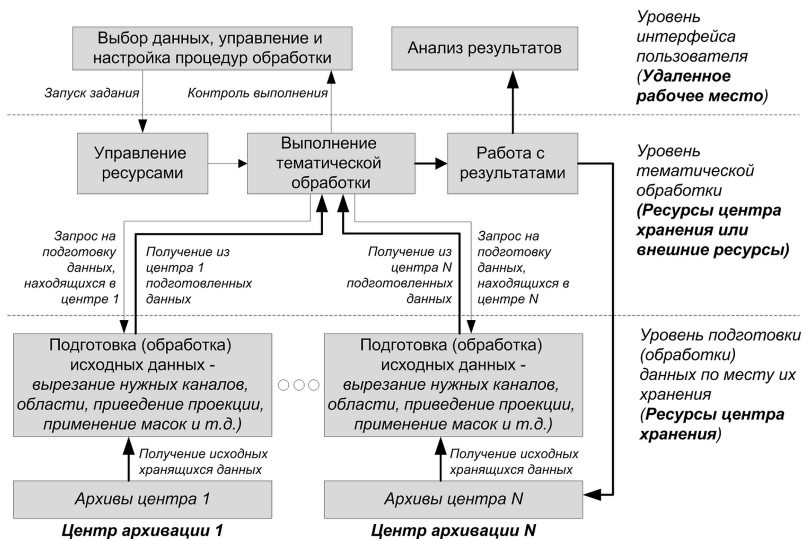 Выбор данных, управление и
настройка процедур обработки
Анализ результатов
Уровень
интерфейса
пользователя
(Удаленное
рабочее место)
Запуск задания
Контроль выполнения
Управление
ресурсами
Выполнение
тематической
обработки
Работа с
результатами
Уровень
тематической
обработки
(Ресурсы центра
хранения или
внешние ресурсы)
Запрос на
подготовку
данных,
находящихся в
центре 1
Получение из
центра 1
подготовленных
данных
Получение из
центра N
подготовленных
данных
Запрос на
подготовку
данных,
находящихся в
центре N
Подготовка (обработка)
исходных данных -
вырезание нужных каналов,
области, приведение проекции,
применение масок и т.д.)
Подготовка (обработка)
исходных данных -
вырезание нужных каналов,
области, приведение проекции,
применение масок и т.д.)
Уровень подготовки
(обработки)
данных по месту их
хранения
(Ресурсы центра
хранения)
Получение исходных
хранящихся данных
Получение исходных
хранящихся данных
Архивы центра 1
Архивы центра N
Центр архивации 1
Центр архивации N